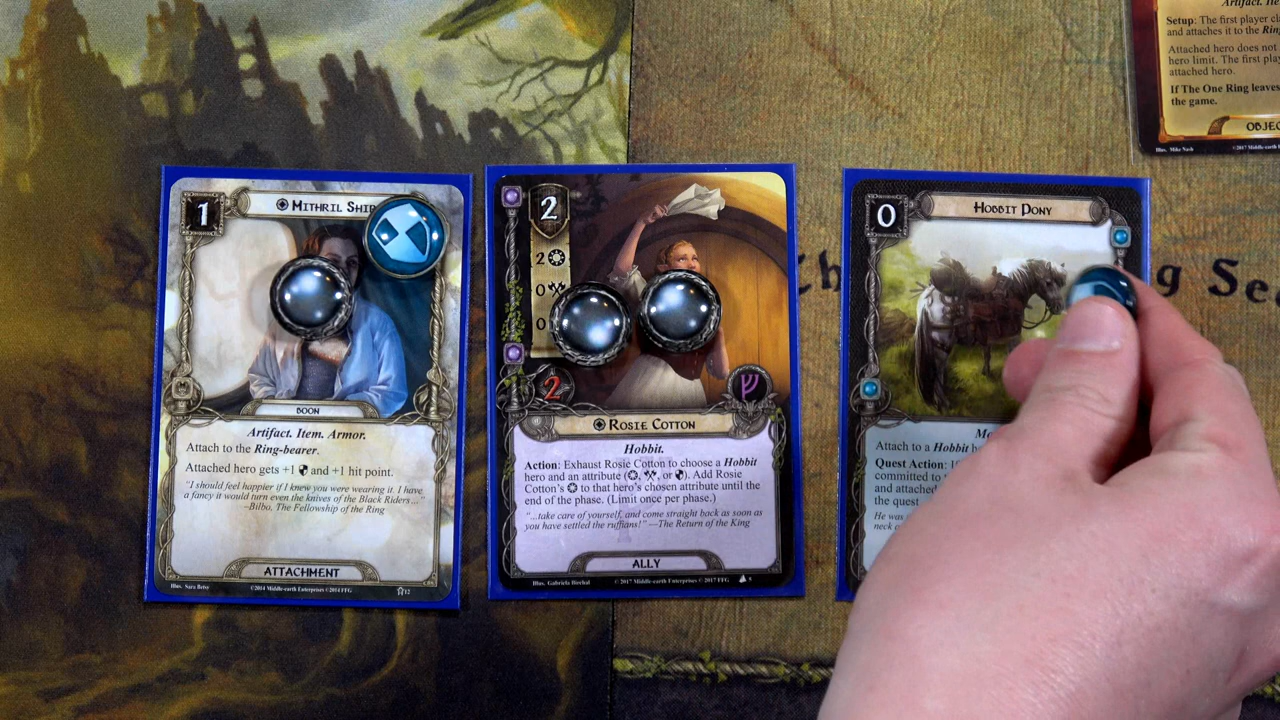 1
MITHRIL
BOON
Artifact. Item. Armor.
Attach to the Ring-bearer.
Attached hero gets +1 and +1 hit point.
"I should feel happier if I knew you were wearing it. I have
a fancy it would turn even the knives of the Black Riders..."
–Bilbo, The Fellowship of the Ring
ATTACHMENT
Illus. Sara Betsy
©2014 Middle-earth Enterprises ©2014 FFG
12
2
2
0
0
2
ROSIE COTTON
Hobbit.
Action: Exhaust Rosie Cotton to choose a Hobbit
hero and an attribute ( , , or ). Add Rosie
Cotton's to that hero's chosen attribute until the
end of the phase. (Limit once per phase.)
"...take care of yourself, and come straight back as soon as
you have settled the ruffians!" —The Return of the King
ALLY
Illus. Gabriela Birchal
© 2017 Middle-earth Enterprises © 2017 FFG
5
0
HOBBIT PONY
Attach to a Hobbit
Quest Action:
committed to
and attached
the quest
He was
neck
Artifact.
Setup: The first player
and attaches it to the
Attached hero does not
hero limit. The first
attached hero.
If The One Ring leaves
the game.
Illus. Mike Nash
©2017 Middle-earth